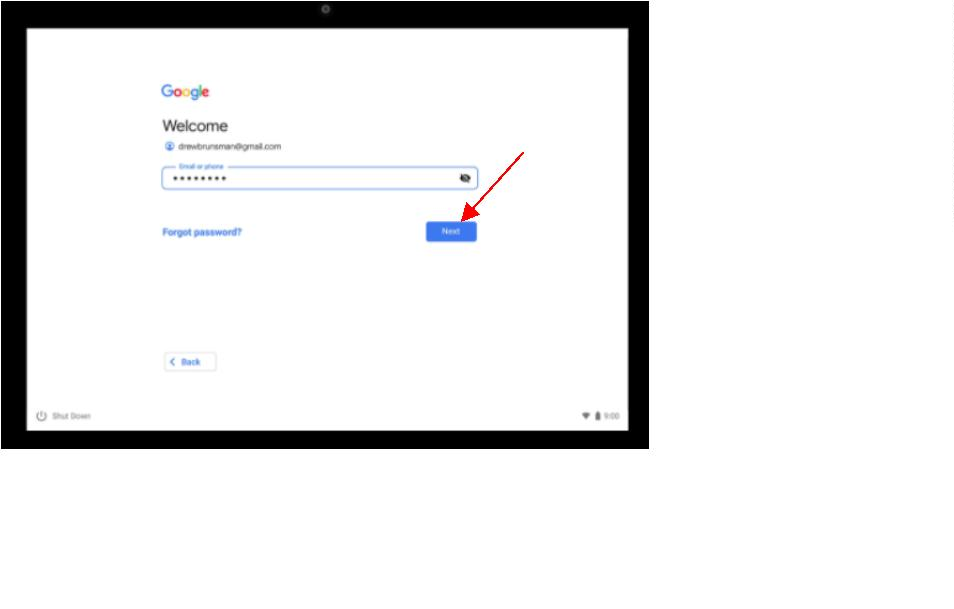 Google
Welcome
drewbrunsman@gmail.com
Email or phone
••••••••
Forgot password?
Next
Back
Shut Down
9:00